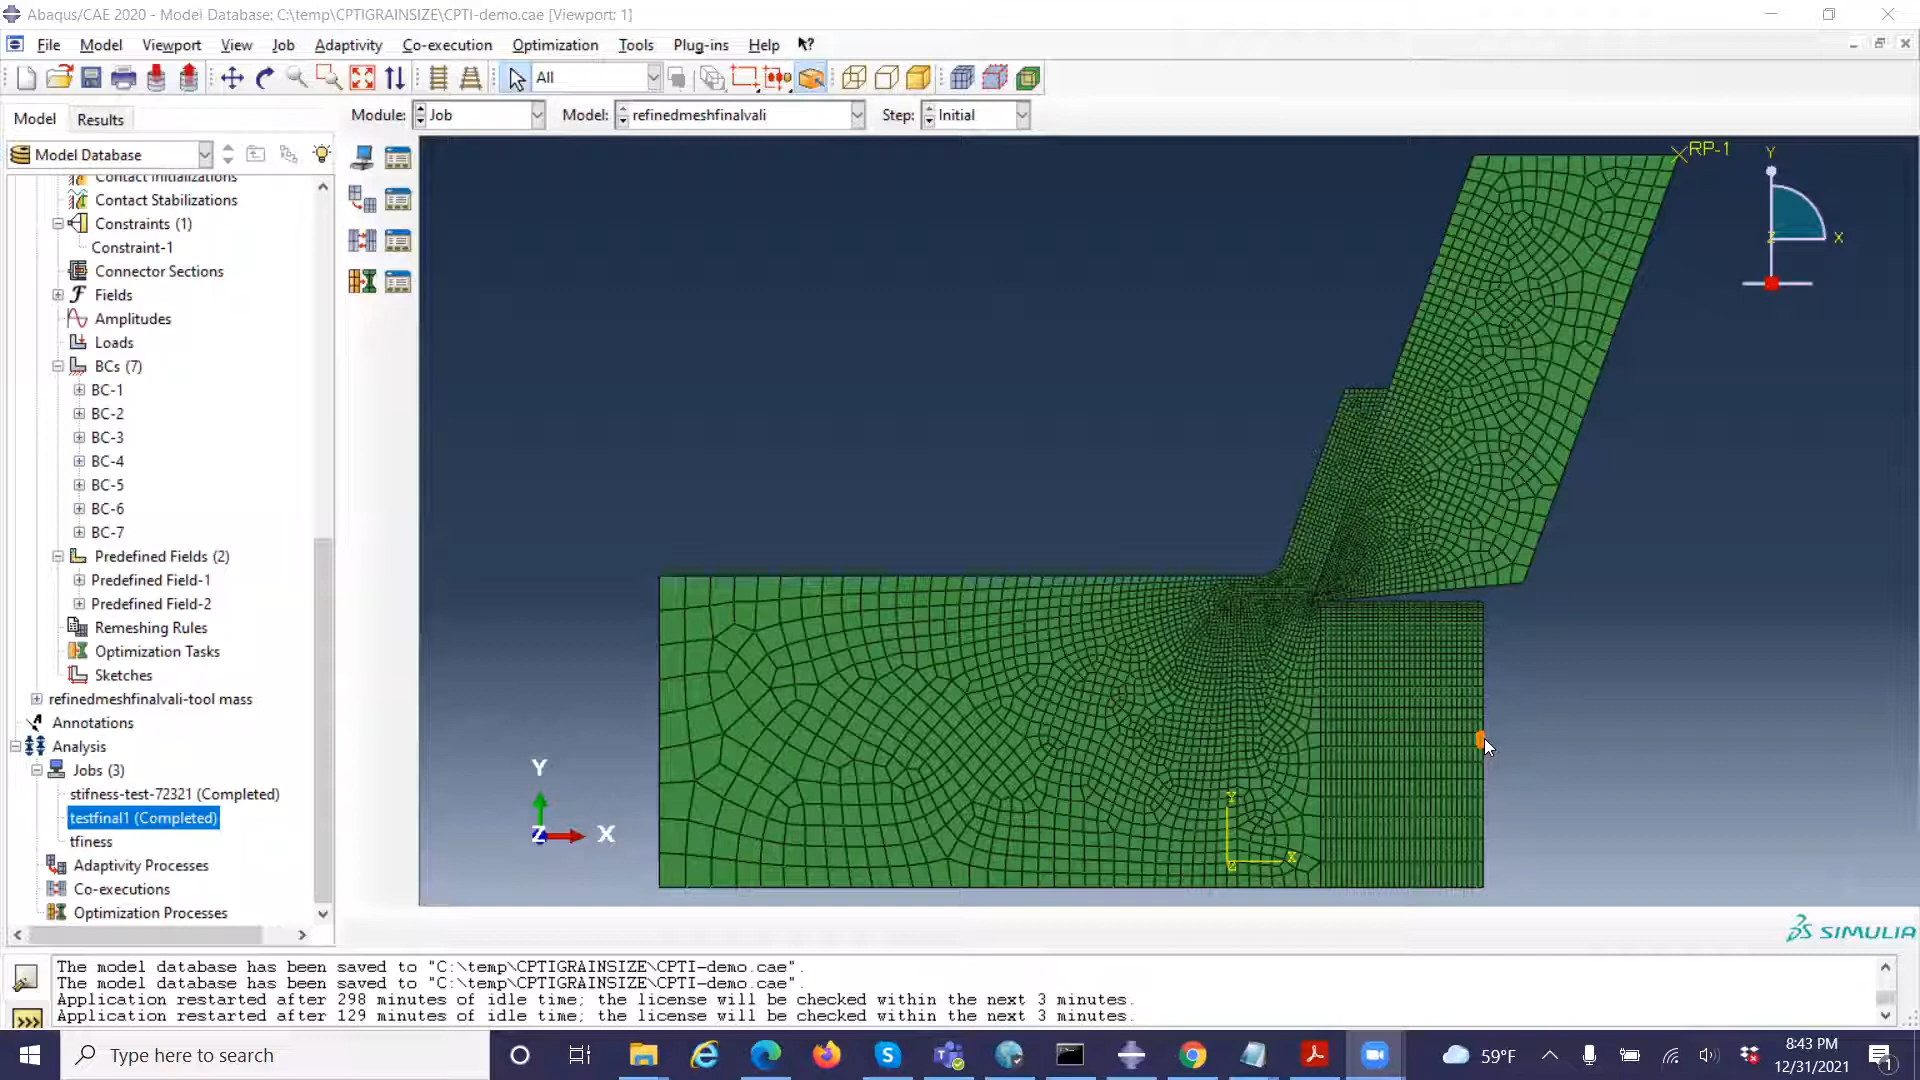 Abaqus/CAE 2020 - Model Database: C:\temp\CPTIGRAINSIZE\CPTI-demo.cae [Viewport: 1]
File Model Viewport View Job Adaptivity Co-execution Optimization Tools Plug-ins Help
All
Model Results
Module: Job Model: refinedmeshfinalvali Step: Initial
Model Database
Contact Initializations
Contact Stabilizations
Constraints (1)
Constraint-1
Connector Sections
Fields
Amplitudes
Loads
BCs (7)
BC-1
BC-2
BC-3
BC-4
BC-5
BC-6
BC-7
Predefined Fields (2)
Predefined Field-1
Predefined Field-2
Remeshing Rules
Optimization Tasks
Sketches
refinedmeshfinalvali-tool mass
Annotations
Analysis
Jobs (3)
stifness-test-72321 (Completed)
testfinal1 (Completed)
tfiness
Adaptivity Processes
Co-executions
Optimization Processes
RP-1
Y
X
Z
Y
X
Z
Y
X
Z
SIMULIA
The model database has been saved to "C:\temp\CPTIGRAINSIZE\CPTI-demo.cae".
The model database has been saved to "C:\temp\CPTIGRAINSIZE\CPTI-demo.cae".
Application restarted after 298 minutes of idle time; the license will be checked within the next 3 minutes.
Application restarted after 129 minutes of idle time; the license will be checked within the next 3 minutes.
>>>
Type here to search
59°F
8:43 PM
12/31/2021
1